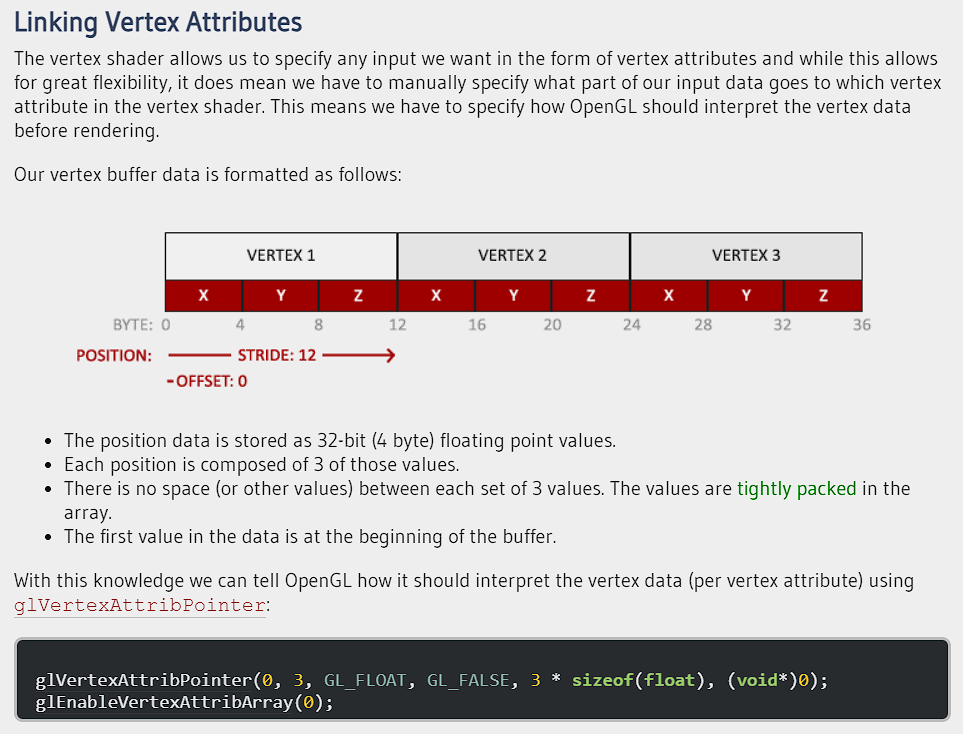 Linking Vertex Attributes
The vertex shader allows us to specify any input we want in the form of vertex attributes and while this allows
for great flexibility, it does mean we have to manually specify what part of our input data goes to which vertex
attribute in the vertex shader. This means we have to specify how OpenGL should interpret the vertex data
before rendering.
Our vertex buffer data is formatted as follows:
VERTEX 1 VERTEX 2 VERTEX 3
X Y Z X Y Z X Y Z
BYTE: 0 4 8 12 16 20 24 28 32 36
POSITION: STRIDE: 12
-OFFSET: 0
• The position data is stored as 32-bit (4 byte) floating point values.
• Each position is composed of 3 of those values.
• There is no space (or other values) between each set of 3 values. The values are tightly packed in the
array.
• The first value in the data is at the beginning of the buffer.
With this knowledge we can tell OpenGL how it should interpret the vertex data (per vertex attribute) using
glVertexAttribPointer:
glVertexAttribPointer(0, 3, GL_FLOAT, GL_FALSE, 3 * sizeof(float), (void*)0);
glEnableVertexAttribArray(0);